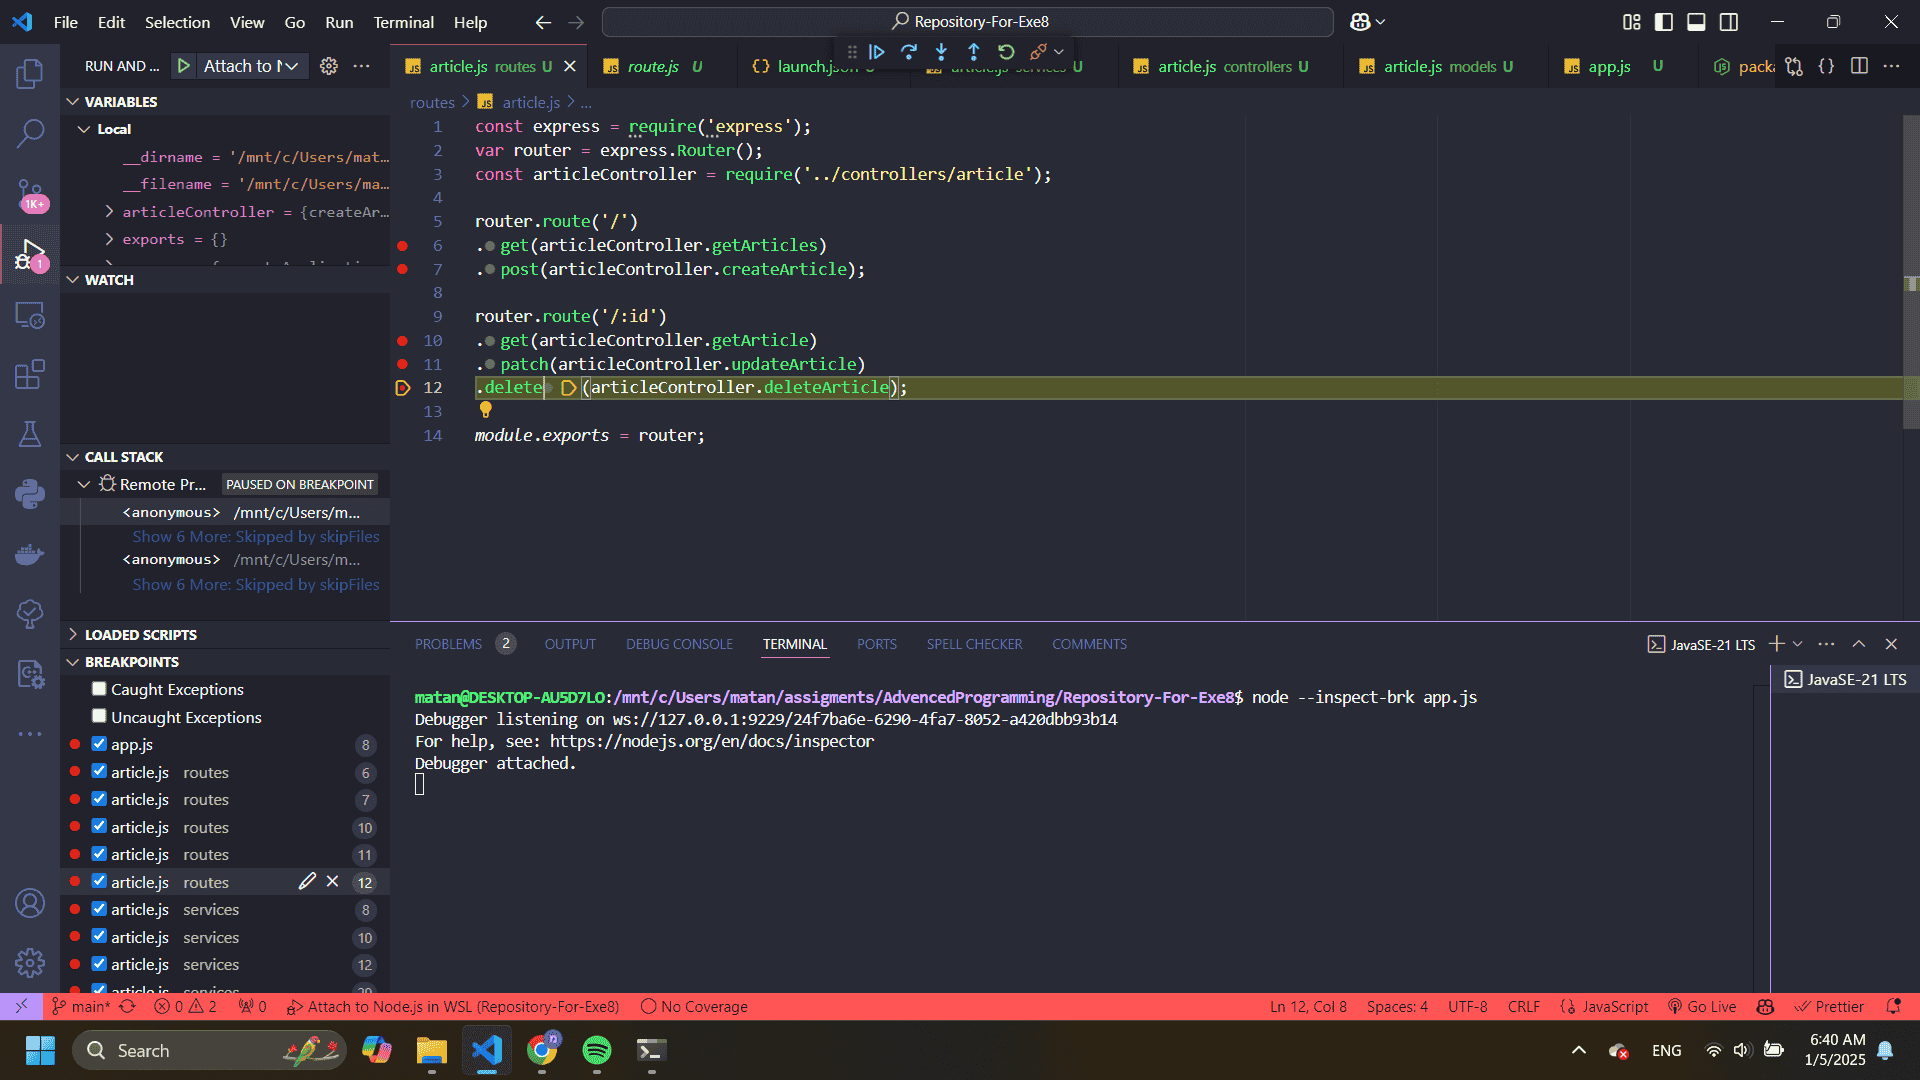 File Edit Selection View Go Run Terminal Help
Repository-For-Exe8
RUN AND ... Attach to N
article.js routes U
route.js U
launch.json U
article.js services U
article.js controllers U
article.js models U
app.js U
packa
routes > article.js > ...
VARIABLES
Local
__dirname = '/mnt/c/Users/mat…
__filename = '/mnt/c/Users/ma…
articleController = {createAr…
exports = {}
WATCH
CALL STACK
Remote Pr... PAUSED ON BREAKPOINT
<anonymous> /mnt/c/Users/m...
Show 6 More: Skipped by skipFiles
<anonymous> /mnt/c/Users/m...
Show 6 More: Skipped by skipFiles
LOADED SCRIPTS
BREAKPOINTS
Caught Exceptions
Uncaught Exceptions
app.js 8
article.js routes 6
article.js routes 7
article.js routes 10
article.js routes 11
article.js routes 12
article.js services 8
article.js services 10
article.js services 12
article.js services 20
1K+
1
1 const express = require('express');
2 var router = express.Router();
3 const articleController = require('../controllers/article');
4
5 router.route('/')
6 .get(articleController.getArticles)
7 .post(articleController.createArticle);
8
9 router.route('/:id')
10 .get(articleController.getArticle)
11 .patch(articleController.updateArticle)
12 .delete(articleController.deleteArticle);
13
14 module.exports = router;
PROBLEMS 2 OUTPUT DEBUG CONSOLE TERMINAL PORTS SPELL CHECKER COMMENTS
JavaSE-21 LTS
JavaSE-21 LTS
matan@DESKTOP-AU5D7LO:/mnt/c/Users/matan/assigments/AdvencedProgramming/Repository-For-Exe8$ node --inspect-brk app.js
Debugger listening on ws://127.0.0.1:9229/24f7ba6e-6290-4fa7-8052-a420dbb93b14
For help, see: https://nodejs.org/en/docs/inspector
Debugger attached.
main* 0 2 0 Attach to Node.js in WSL (Repository-For-Exe8) No Coverage
Ln 12, Col 8 Spaces: 4 UTF-8 CRLF JavaScript Go Live Prettier
Search
ENG
6:40 AM
1/5/2025